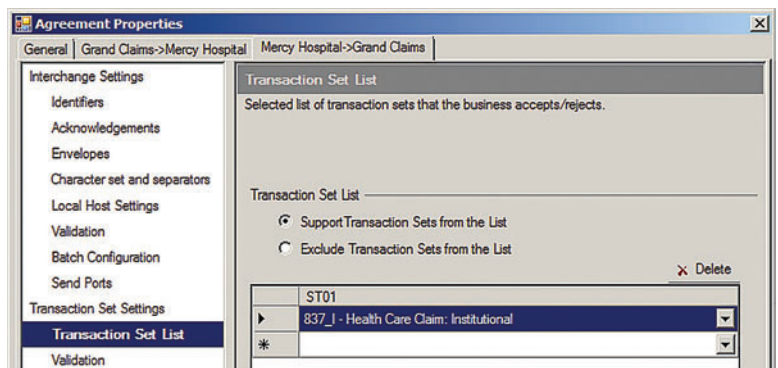 Agreement Properties
General Grand Claims->Mercy Hospital Mercy Hospital->Grand Claims
Interchange Settings
Identifiers
Acknowledgements
Envelopes
Character set and separators
Local Host Settings
Validation
Batch Configuration
Send Ports
Transaction Set Settings
Transaction Set List
Validation
Transaction Set List
Selected list of transaction sets that the business accepts/rejects.
Transaction Set List
Support Transaction Sets from the List
Exclude Transaction Sets from the List
Delete
ST01
837_I - Health Care Claim: Institutional